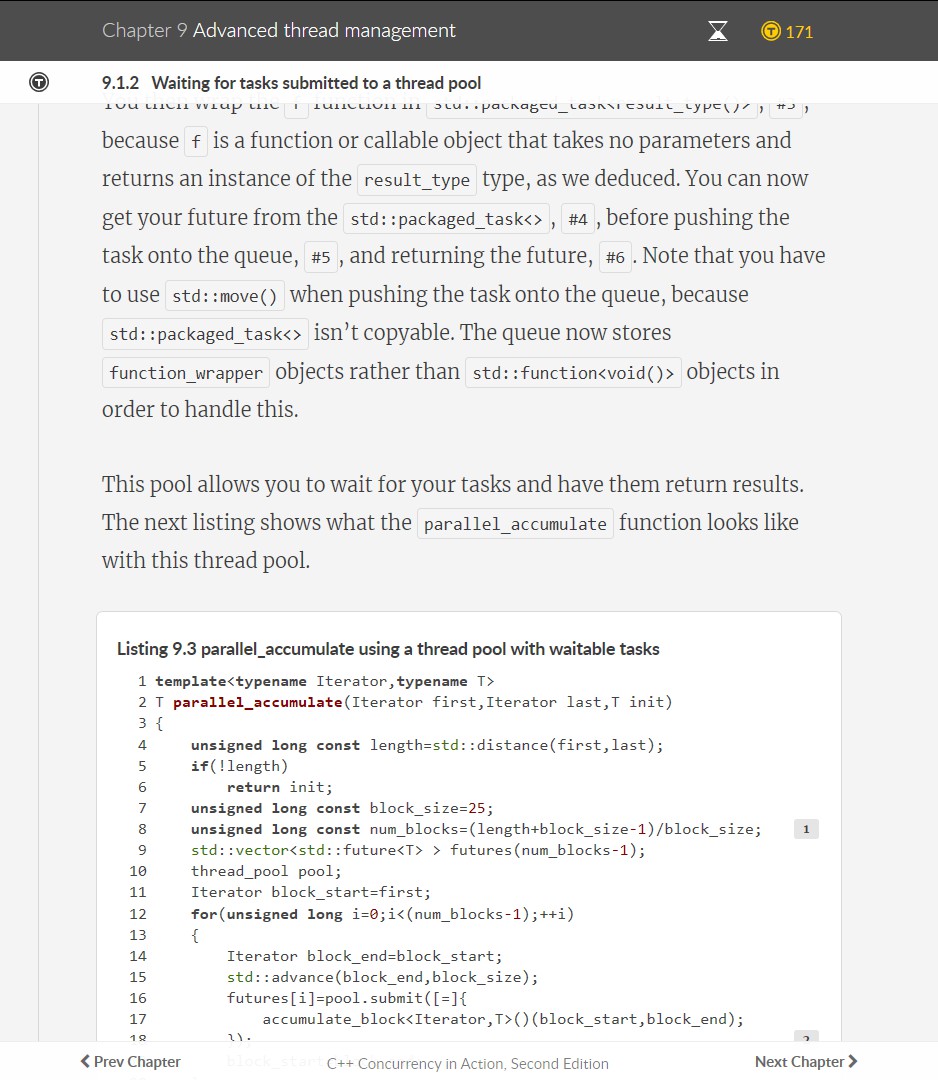 Chapter 9 Advanced thread management
171
9.1.2 Waiting for tasks submitted to a thread pool
You then wrap the f function in std::packaged_task<result_type()>, #3,
because f is a function or callable object that takes no parameters and
returns an instance of the result_type type, as we deduced. You can now
get your future from the std::packaged_task<>, #4, before pushing the
task onto the queue, #5, and returning the future, #6. Note that you have
to use std::move() when pushing the task onto the queue, because
std::packaged_task<> isn’t copyable. The queue now stores
function_wrapper objects rather than std::function<void()> objects in
order to handle this.
This pool allows you to wait for your tasks and have them return results.
The next listing shows what the parallel_accumulate function looks like
with this thread pool.
Listing 9.3 parallel_accumulate using a thread pool with waitable tasks
1 template<typename Iterator,typename T>
2 T parallel_accumulate(Iterator first,Iterator last,T init)
3 {
4     unsigned long const length=std::distance(first,last);
5     if(!length)
6         return init;
7     unsigned long const block_size=25;
8     unsigned long const num_blocks=(length+block_size-1)/block_size; 1
9     std::vector<std::future<T> > futures(num_blocks-1);
10     thread_pool pool;
11     Iterator block_start=first;
12     for(unsigned long i=0;i<(num_blocks-1);++i)
13     {
14         Iterator block_end=block_start;
15         std::advance(block_end,block_size);
16         futures[i]=pool.submit([=]{
17             accumulate_block<Iterator,T>()(block_start,block_end);
18         }); 2
Prev Chapter
C++ Concurrency in Action, Second Edition
Next Chapter